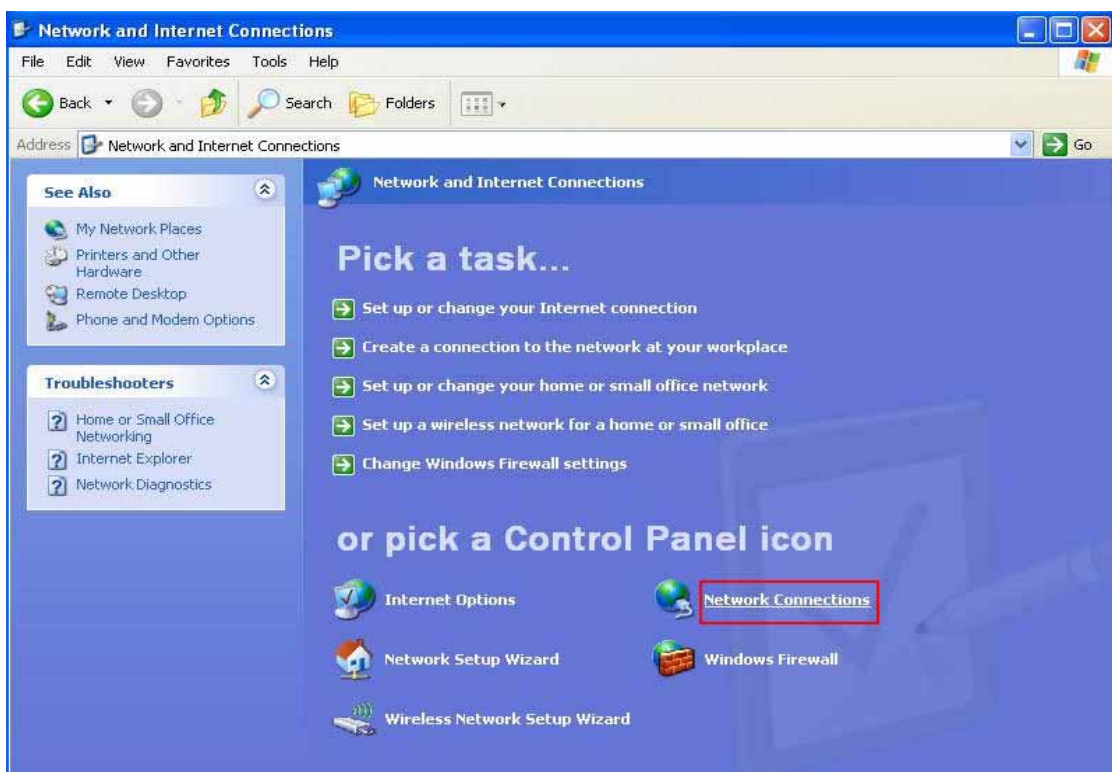 Network and Internet Connections
File Edit View Favorites Tools Help
Back Search Folders
Address Network and Internet Connections Go
See Also
My Network Places
Printers and Other
Hardware
Remote Desktop
Phone and Modem Options
Troubleshooters
Home or Small Office
Networking
Internet Explorer
Network Diagnostics
Network and Internet Connections
Pick a task...
Set up or change your Internet connection
Create a connection to the network at your workplace
Set up or change your home or small office network
Set up a wireless network for a home or small office
Change Windows Firewall settings
or pick a Control Panel icon
Internet Options
Network Connections
Network Setup Wizard
Windows Firewall
Wireless Network Setup Wizard